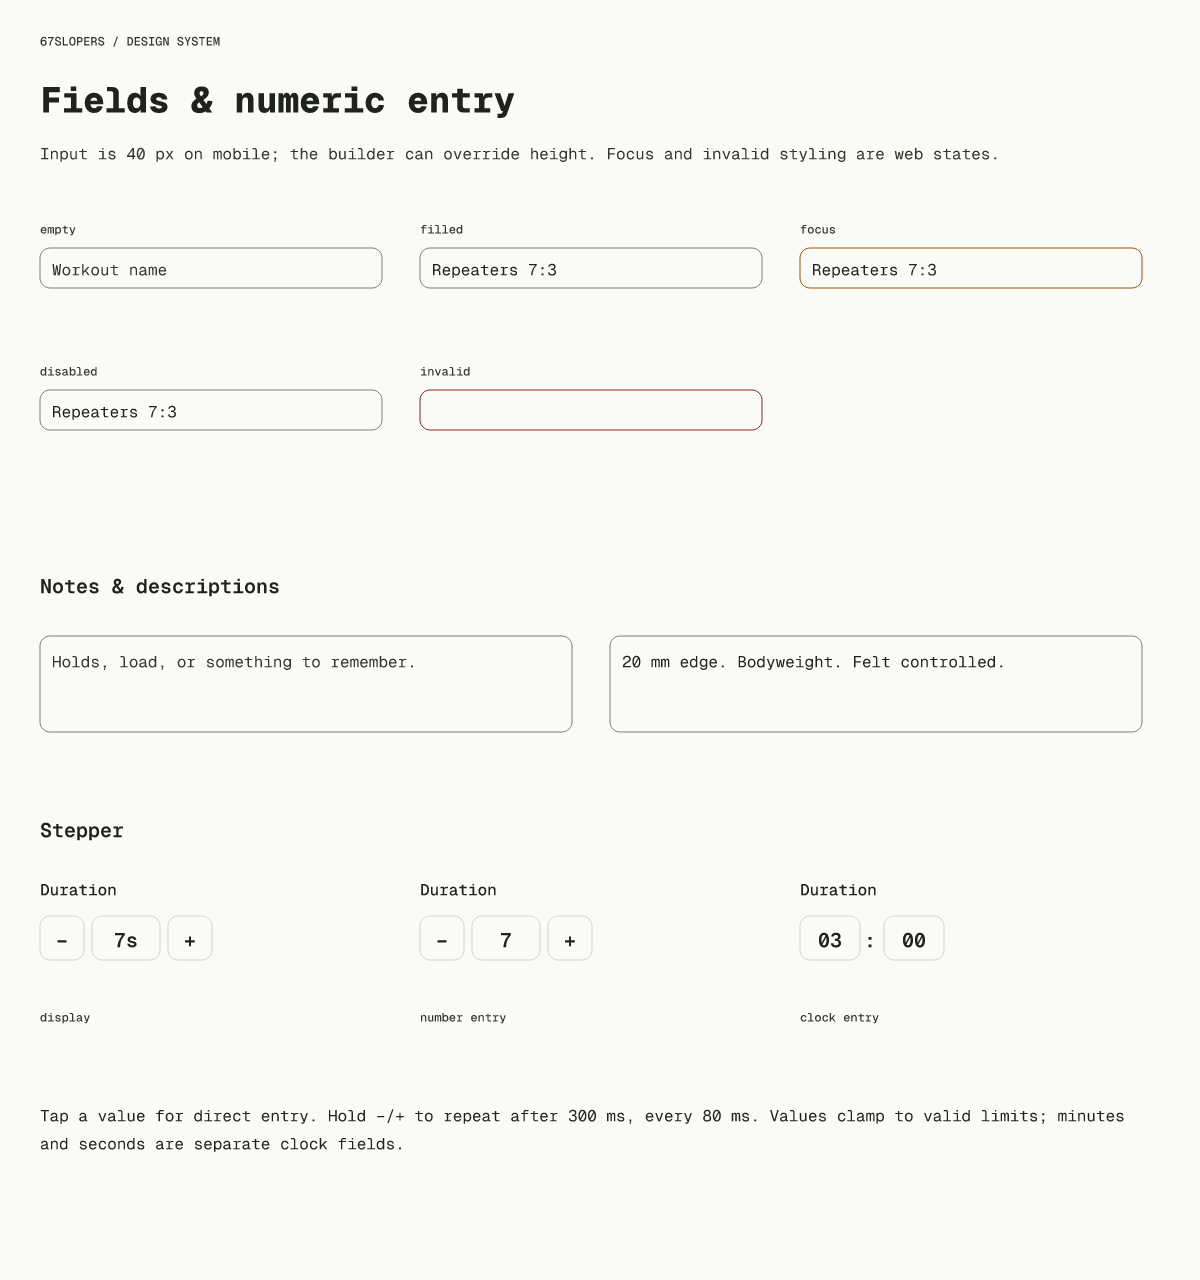 67SLOPERS / DESIGN SYSTEM
Fields & numeric entry
Input is 40 px on mobile; the builder can override height. Focus and invalid styling are web states.
empty
filled
focus
Workout name
Repeaters 7:3
Repeaters 7:3
disabled
invalid
Repeaters 7:3
Notes & descriptions
Holds, load, or something to remember.
20 mm edge. Bodyweight. Felt controlled.
Stepper
Duration
Duration
Duration
– 7s +
– 7 +
03 : 00
display
number entry
clock entry
Tap a value for direct entry. Hold –/+ to repeat after 300 ms, every 80 ms. Values clamp to valid limits; minutes
and seconds are separate clock fields.